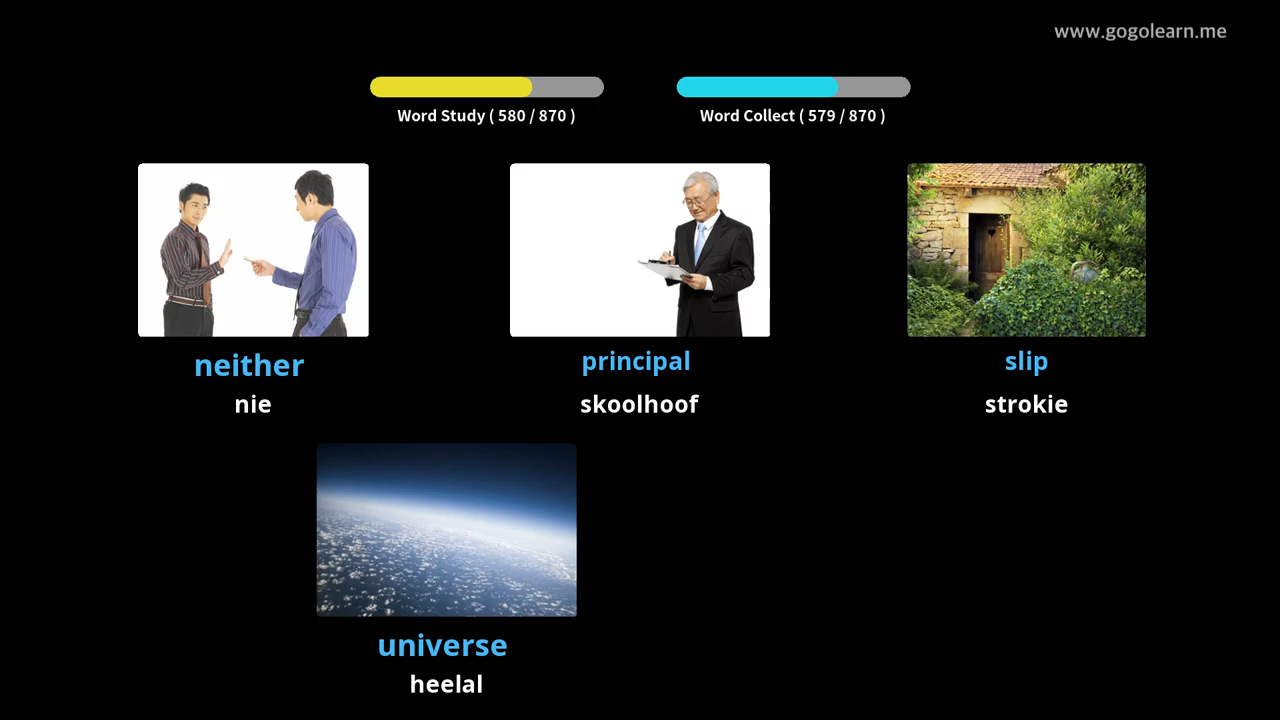 www.gogolearn.me
Word Study ( 580 / 870 )
Word Collect ( 579 / 870 )
neither
nie
principal
skoolhoof
slip
strokie
universe
heelal